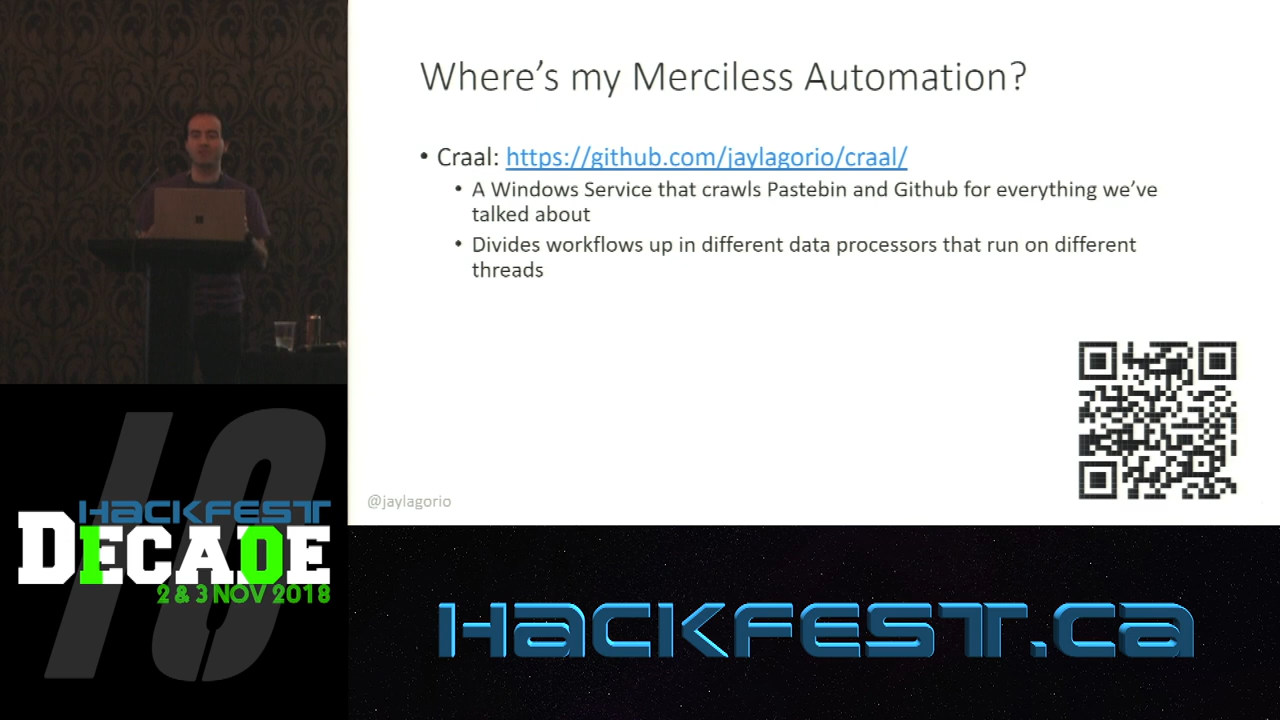 Where's my Merciless Automation?
• Craal: https://github.com/jaylagorio/craal/
• A Windows Service that crawls Pastebin and Github for everything we've
talked about
• Divides workflows up in different data processors that run on different
threads
@jaylagorio
10
HACKFEST
DECADE
2 & 3 NOV 2018
HACKFEST.ca